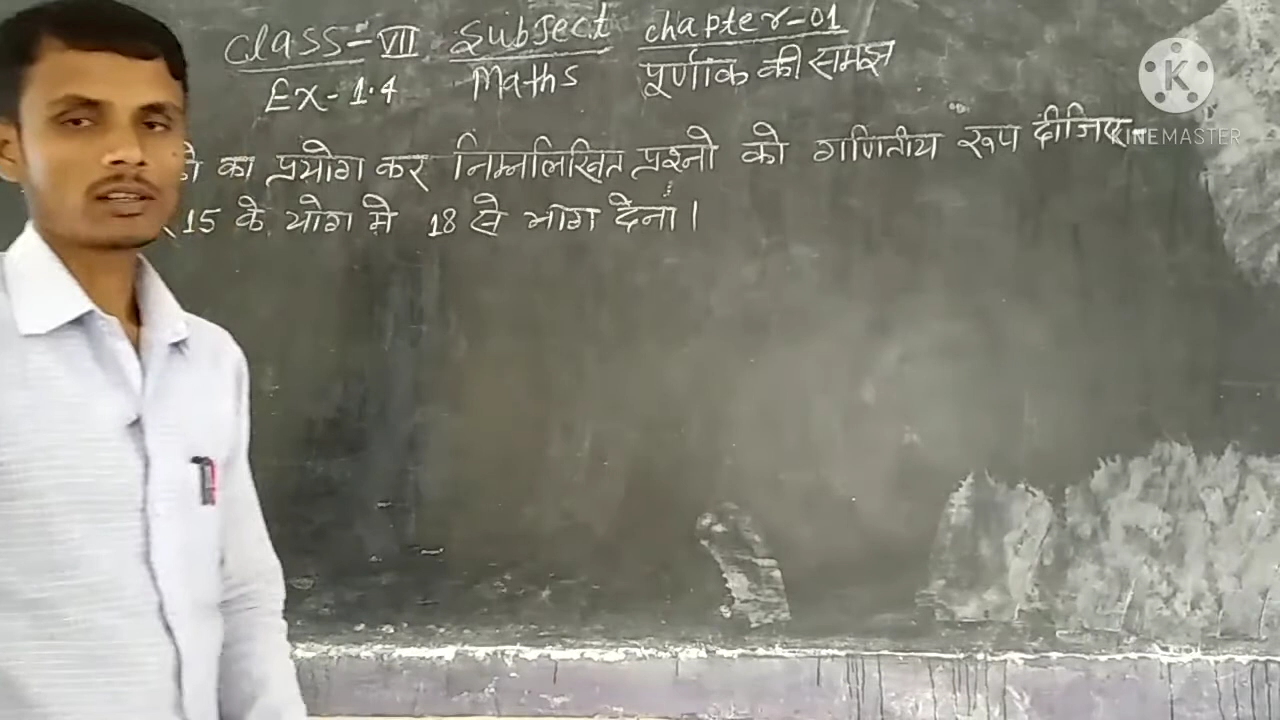 Class-VII Subject chapter-01
Ex-1.4 Maths पूर्णांक की समझ
का प्रयोग कर निम्नलिखित प्रश्नो को गणितीय रूप दीजिए-
15 के योग मे 18 से भाग देना।
K
KINEMASTER